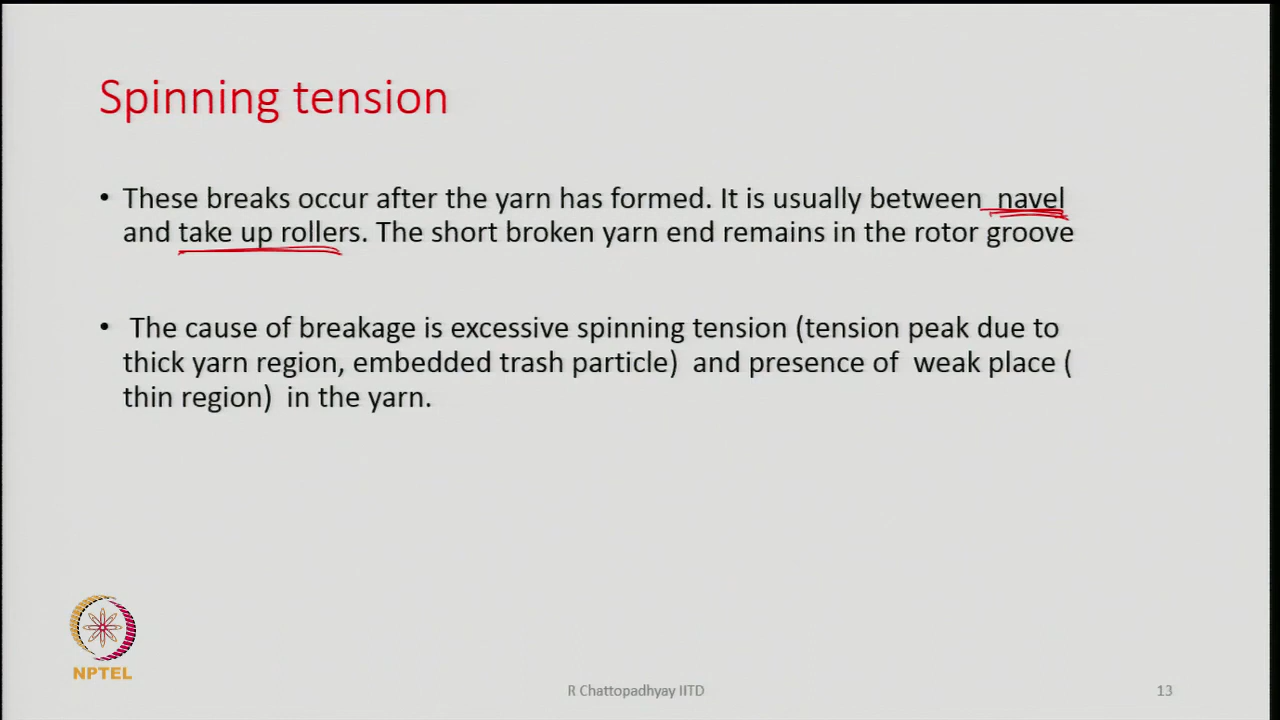 Spinning tension
• These breaks occur after the yarn has formed. It is usually between navel
and take up rollers. The short broken yarn end remains in the rotor groove
• The cause of breakage is excessive spinning tension (tension peak due to
thick yarn region, embedded trash particle) and presence of weak place (
thin region) in the yarn.
NPTEL
R Chattopadhyay IITD
13